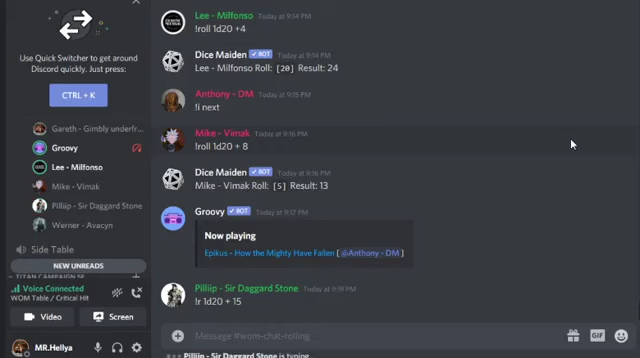 Use Quick Switcher to get around
Discord quickly. Just press:
CTRL + K
Gareth - Gimbly underfr...
Groovy
Lee - Milfonso
Mike - Vimak
Pilliip - Sir Daggard Stone
Werner - Avacyn
Side Table
NEW UNREADS
TITAN CAMPAIGN SE
Voice Connected
WOM Table / Critical Hit
Video
Screen
MR.Hellya
Lee - Milfonso Today at 9:14 PM
!roll 1d20 +4
Dice Maiden BOT Today at 9:14 PM
Lee - Milfonso Roll: [20] Result: 24
Anthony - DM Today at 9:15 PM
!i next
Mike - Vimak Today at 9:16 PM
!roll 1d20 + 8
Dice Maiden BOT Today at 9:16 PM
Mike - Vimak Roll: [5] Result: 13
Groovy BOT Today at 9:17 PM
Now playing
Epikus - How the Mighty Have Fallen [@Anthony - DM]
Pilliip - Sir Daggard Stone Today at 9:19 PM
!r 1d20 + 15
Message #wom-chat-rolling
GIF
Pilliip - Sir Daggard Stone is typing...